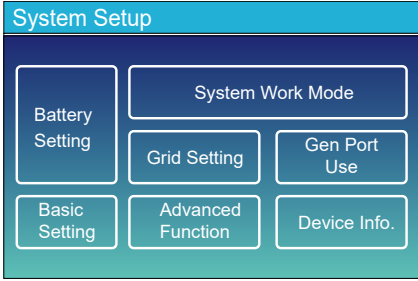 System Setup
Battery
Setting
System Work Mode
Grid Setting
Gen Port
Use
Basic
Setting
Advanced
Function
Device Info.